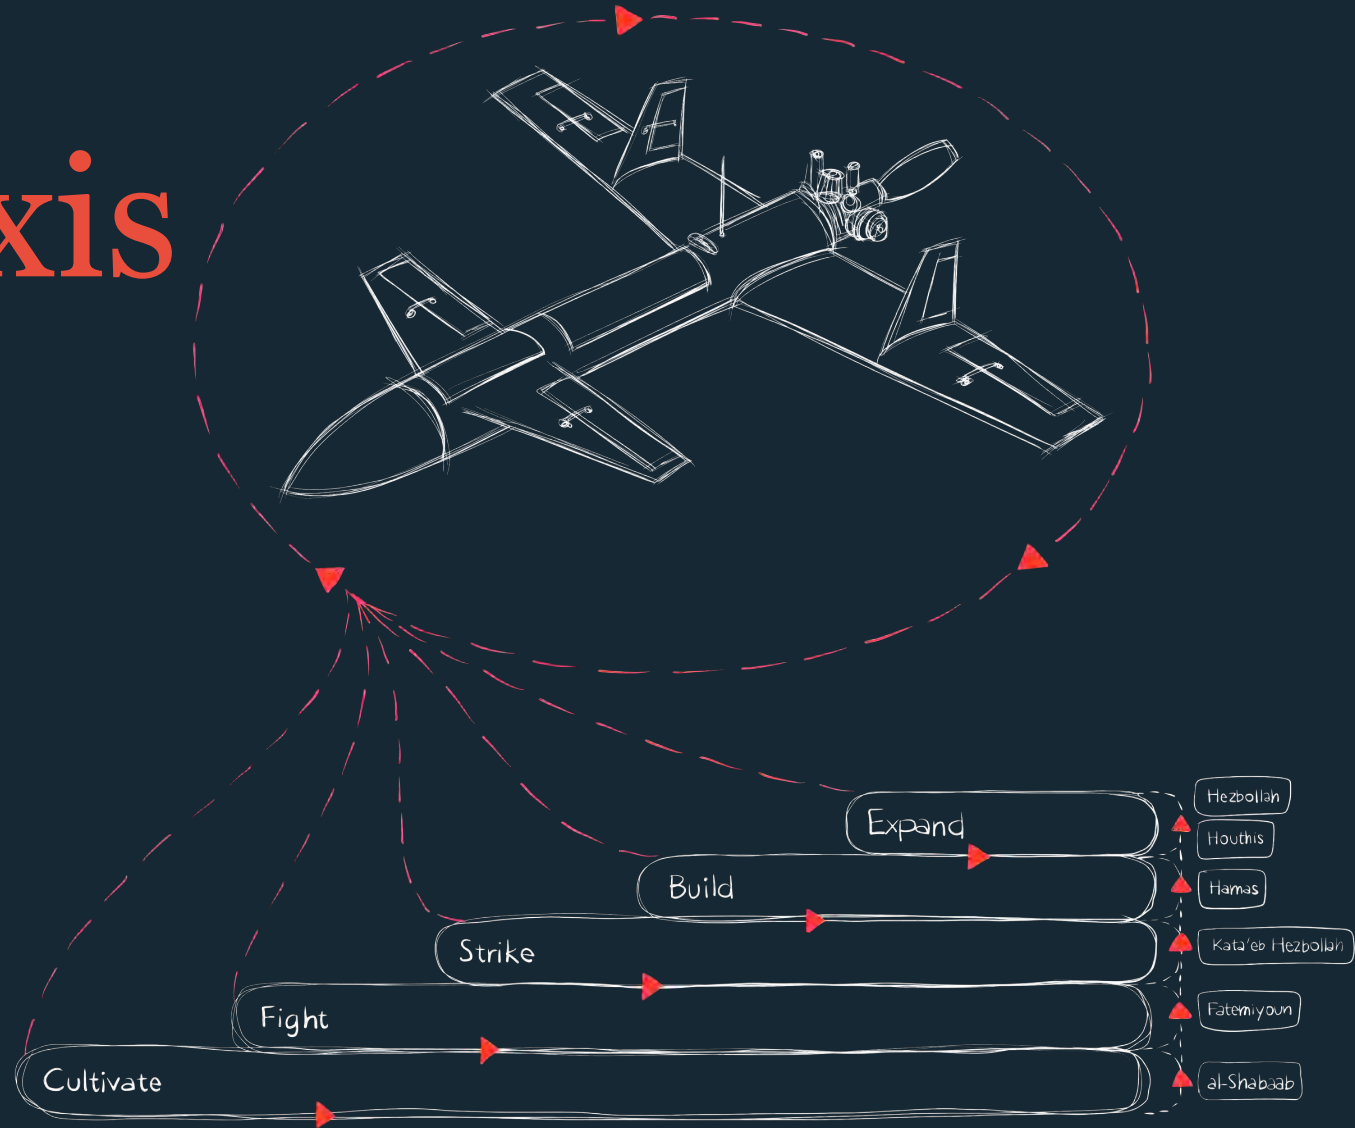 xis
Expand
Build
Strike
Fight
Cultivate
Hezbollah
Houthis
Hamas
Kata'eb Hezbollah
Fatemiyoun
al-Shabaab